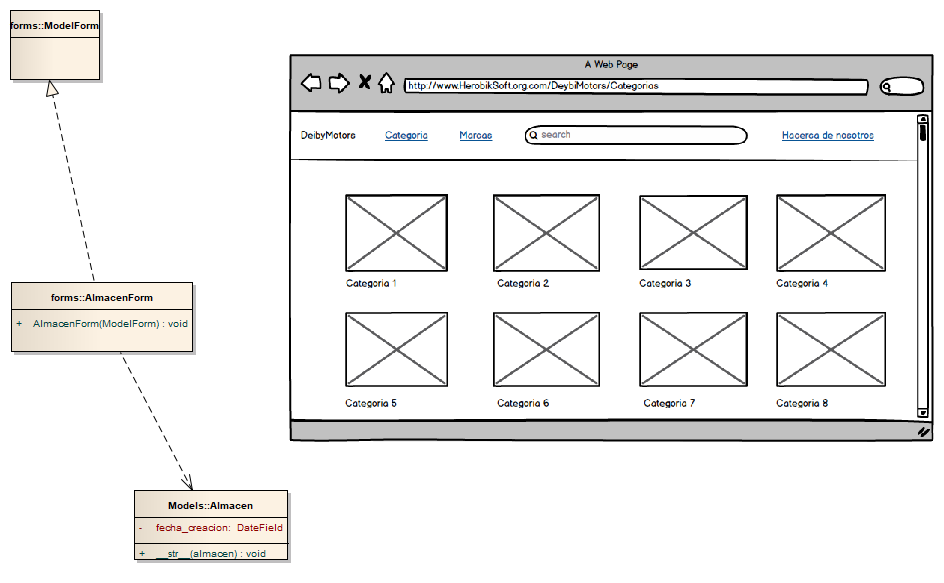 forms::ModelForm
forms::AlmacenForm
+ AlmacenForm(ModelForm) : void
Models::Almacen
- fecha_creacion: DateField
+ __str__(almacen) : void
A Web Page
http://www.HerobikSoft.org.com/DeybiMotors/Categorias
DeibyMotors Categoria Marcas search Hacerca de nosotros
Categoria 1 Categoria 2 Categoria 3 Categoria 4
Categoria 5 Categoria 6 Categoria 7 Categoria 8